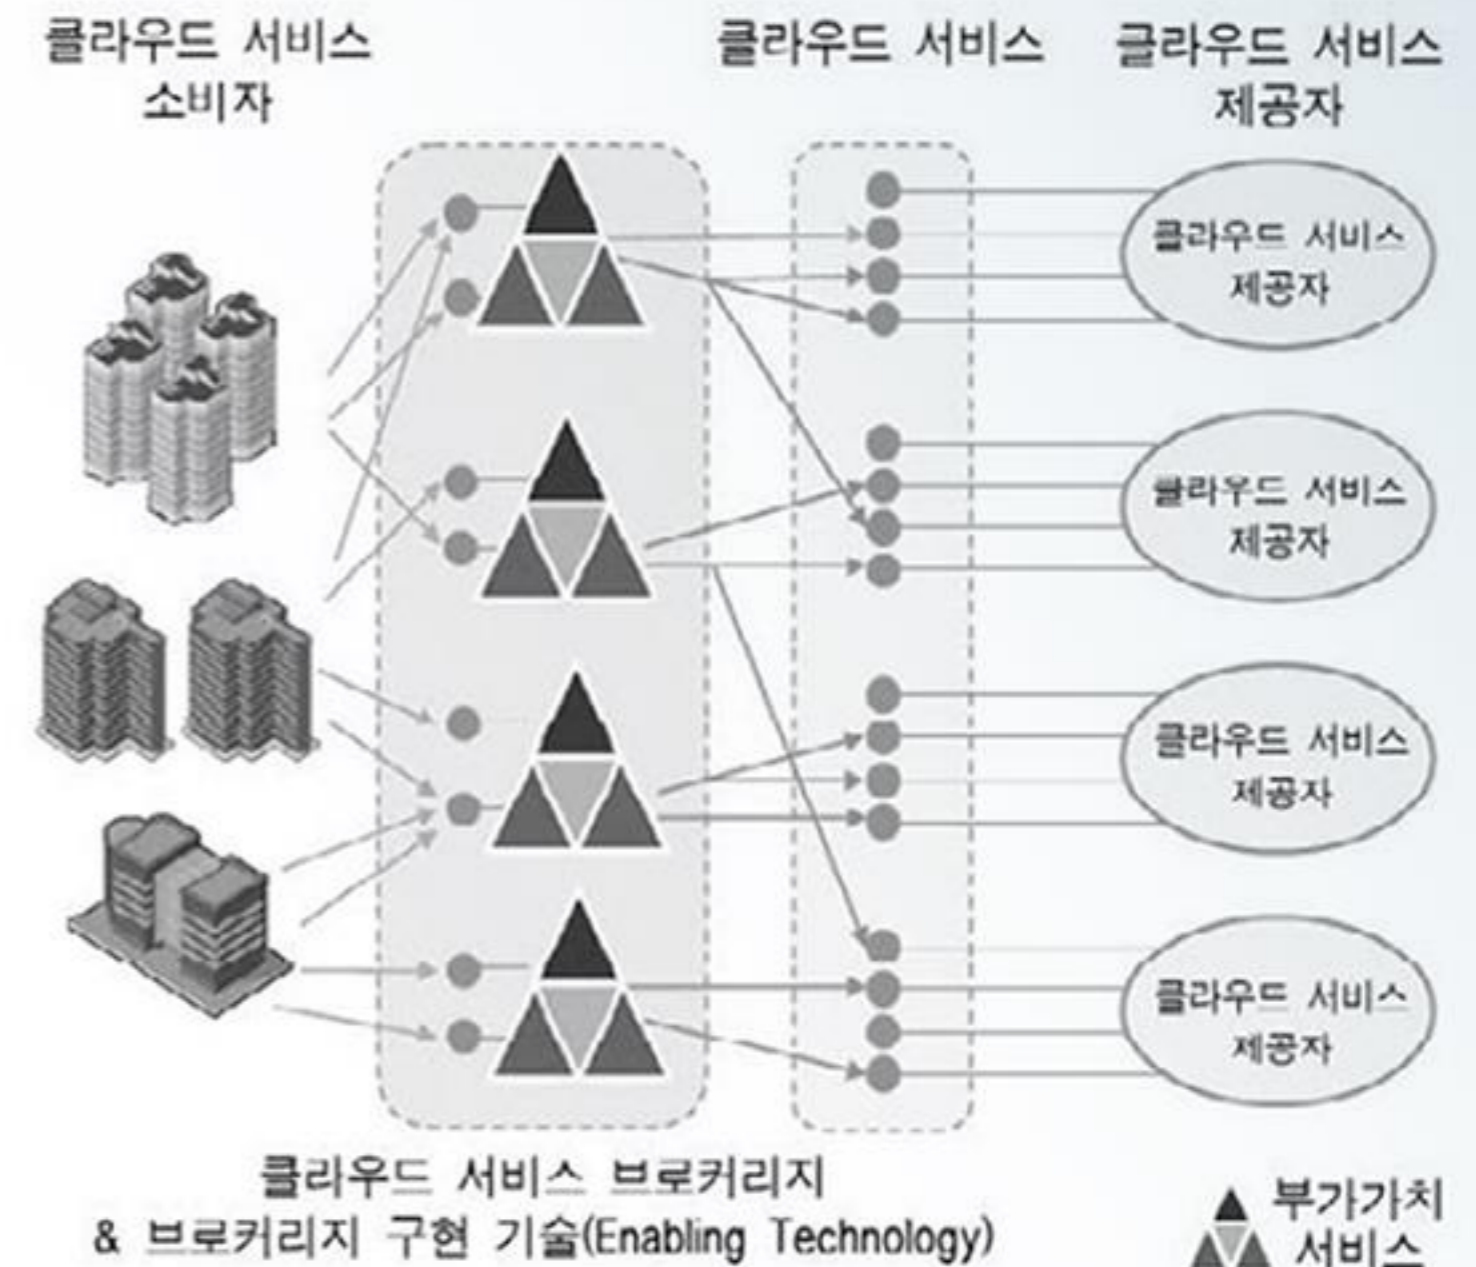 클라우드 서비스
소비자
클라우드 서비스
클라우드 서비스
제공자
클라우드 서비스
제공자
클라우드 서비스
제공자
클라우드 서비스
제공자
클라우드 서비스
제공자
클라우드 서비스 브로커리지
& 브로커리지 구현 기술(Enabling Technology)
부가가치
서비스